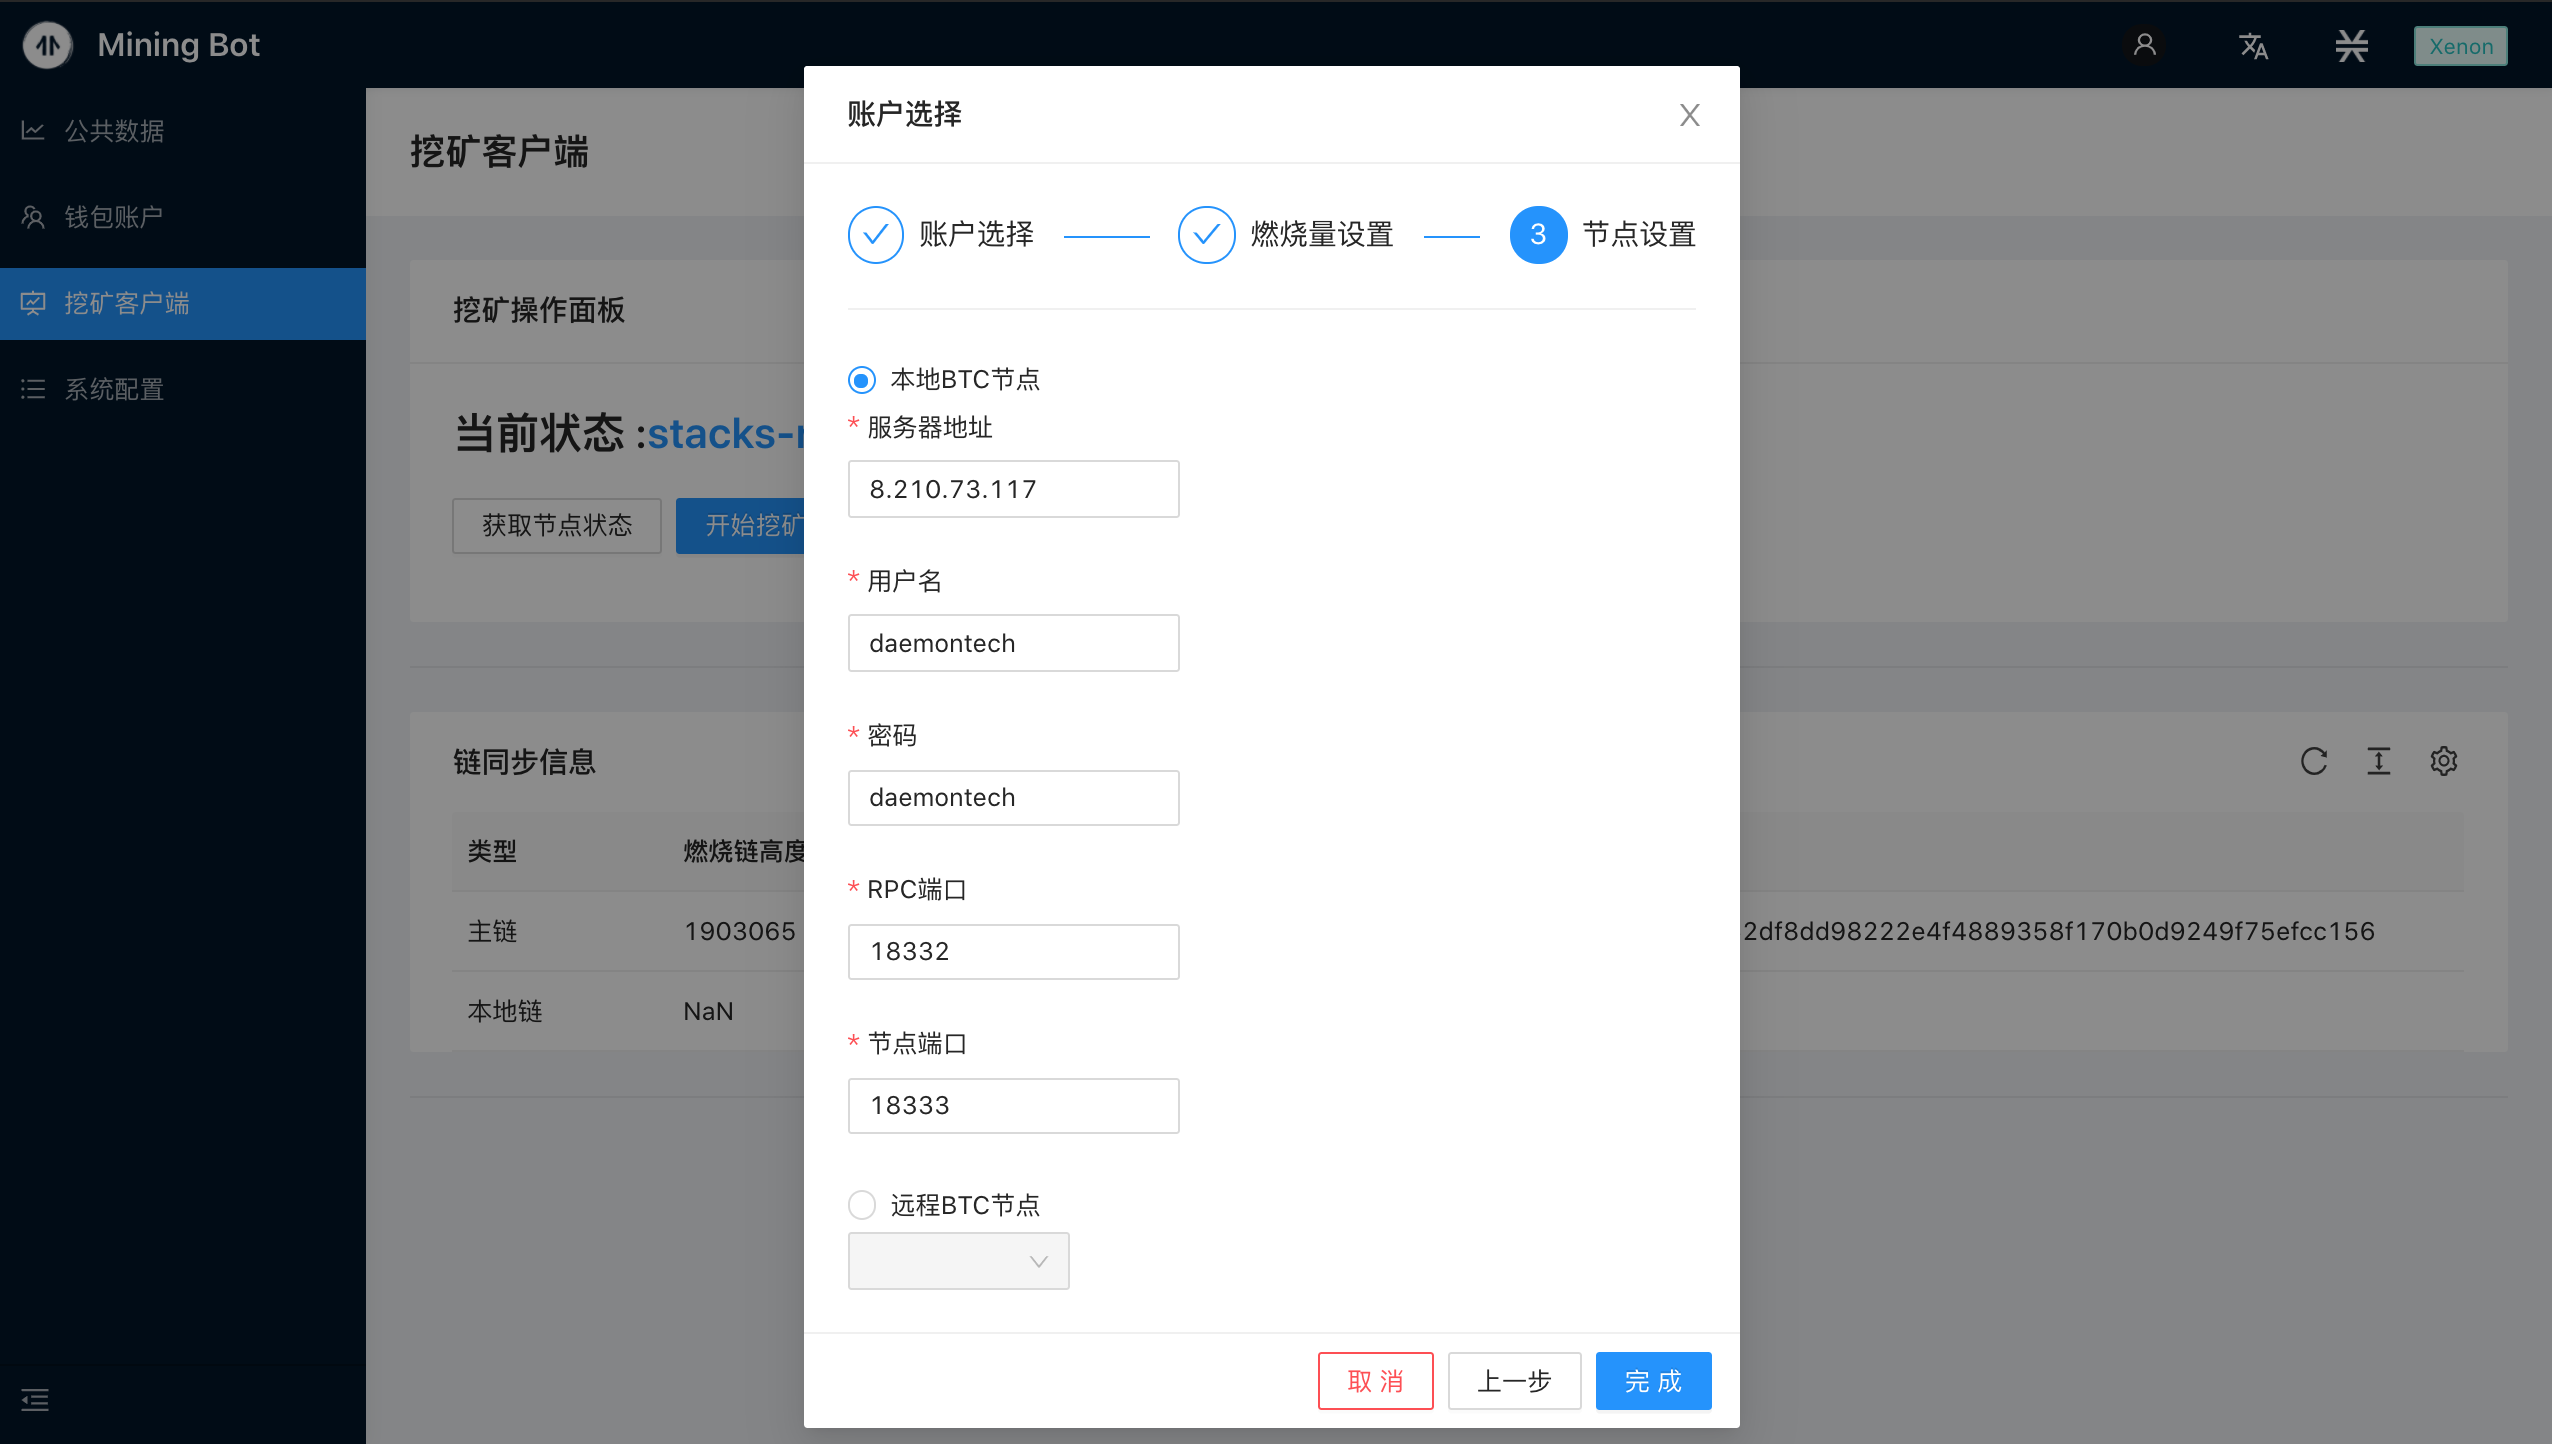 Mining Bot
Xenon
公共数据
钱包账户
挖矿客户端
系统配置
挖矿客户端
挖矿操作面板
当前状态 :stacks-
获取节点状态
开始挖矿
链同步信息
类型
燃烧链高度
主链
1903065
2df8dd98222e4f4889358f170b0d9249f75efcc156
本地链
NaN
账户选择
X
账户选择
燃烧量设置
3
节点设置
本地BTC节点
* 服务器地址
8.210.73.117
* 用户名
daemontech
* 密码
daemontech
* RPC端口
18332
* 节点端口
18333
远程BTC节点
取 消
上一步
完 成